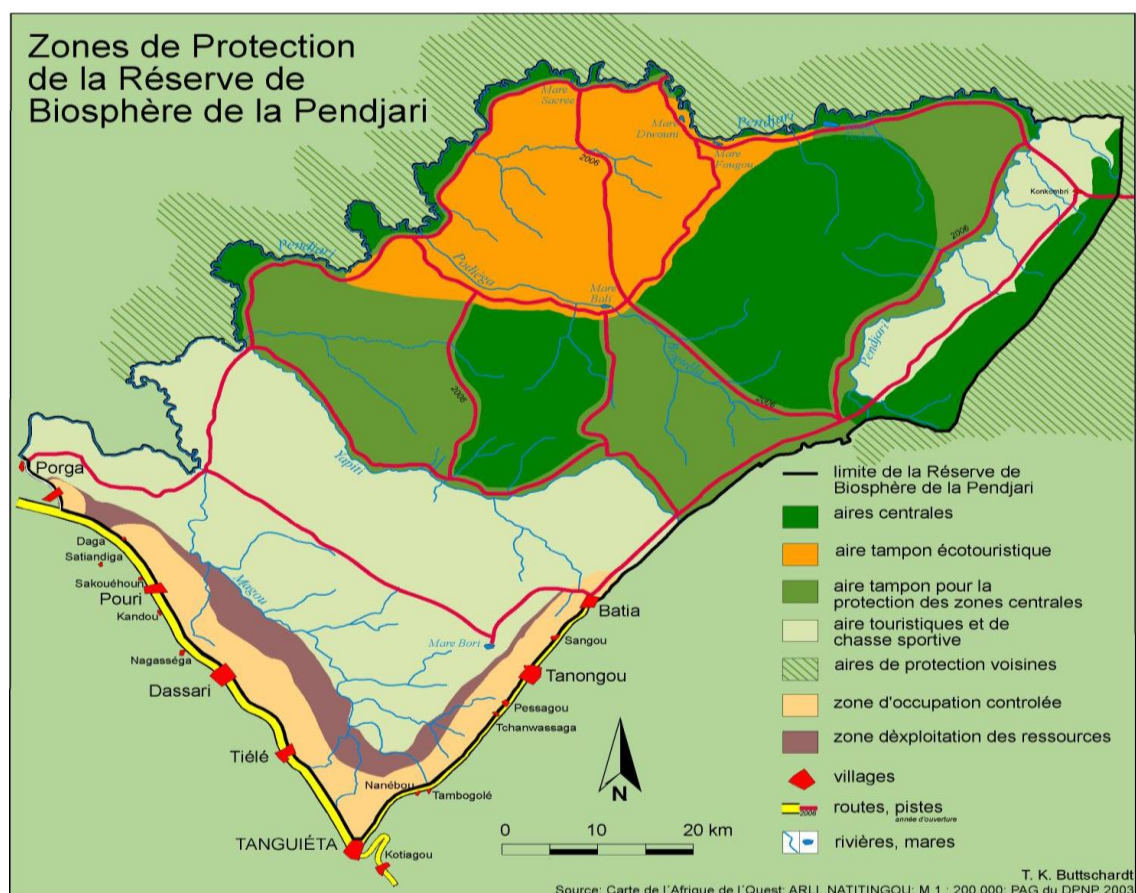 Zones de Protection
de la Réserve de
Biosphère de la Pendjari
Mare
Sacrée
Mare
Diwouni
Pendjari
Mare
Fougou
2006
Konkombri
Pendjari
Podiéga
Mare
Bali
2006
Pendjari
2006
2006
Yapiti
Porga
Daga
Satiandiga
Sakouéhoun
Pouri
Kandou
Magou
Batia
Mare Bori
Sangou
Nagasséga
Dassari
Tanongou
Pessagou
Tchanwassaga
Tiélé
Nanébou
Tambogolé
TANGUIÉTA
Kotiagou
N
0 10 20 km
limite de la Réserve de
Biosphère de la Pendjari
aires centrales
aire tampon écotouristique
aire tampon pour la
protection des zones centrales
aire touristiques et de
chasse sportive
aires de protection voisines
zone d'occupation controlée
zone dèxploitation des ressources
villages
routes, pistes
2006
année d'ouverture
rivières, mares
T. K. Buttschardt
Source: Carte de l'Afrique de l'Ouest; ARLI, NATITINGOU; M 1 : 200 000; PAG du DPNP 2003